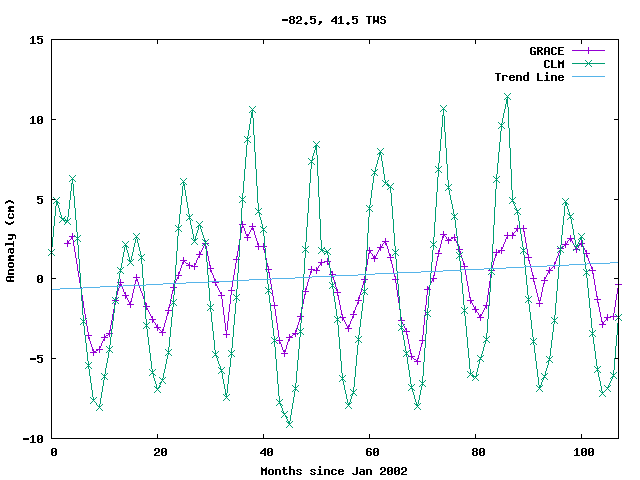 -82.5, 41.5 TWS
15
GRACE
CLM
Trend Line
10
5
0
-5
-10
Anomaly (cm)
0 20 40 60 80 100
Months since Jan 2002